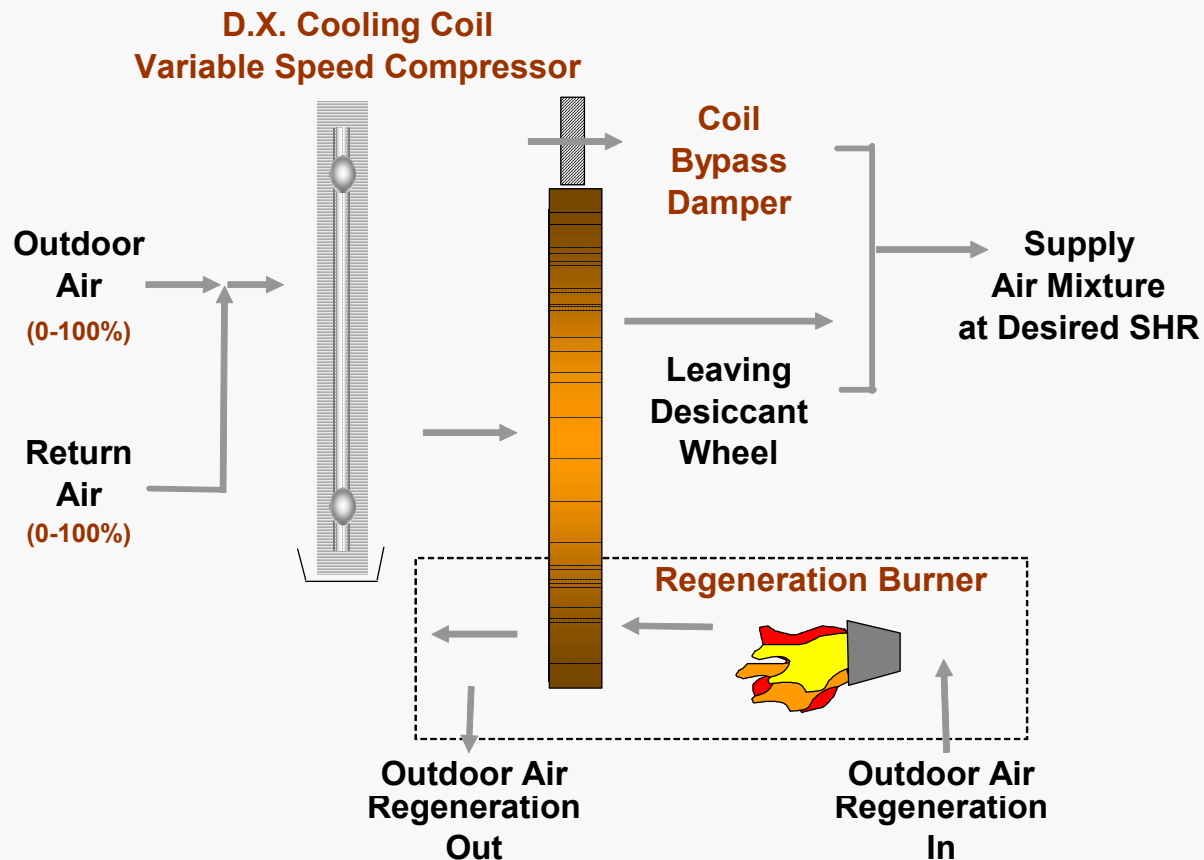 D.X. Cooling Coil
Variable Speed Compressor
Coil
Bypass
Damper
Outdoor
Air
(0-100%)
Supply
Air Mixture
at Desired SHR
Leaving
Desiccant
Wheel
Return
Air
(0-100%)
Regeneration Burner
Outdoor Air
Regeneration
Out
Outdoor Air
Regeneration
In